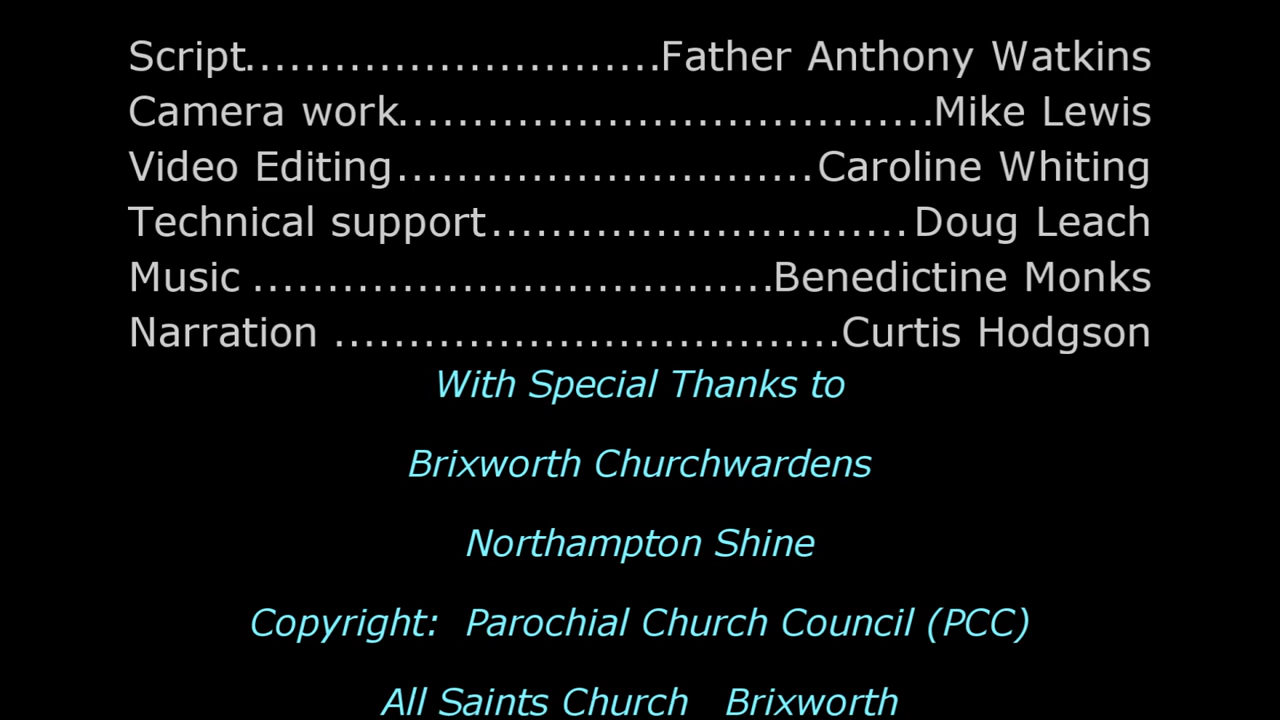 Script............................Father Anthony Watkins
Camera work....................................Mike Lewis
Video Editing............................Caroline Whiting
Technical support............................Doug Leach
Music ...................................Benedictine Monks
Narration ..................................Curtis Hodgson
With Special Thanks to
Brixworth Churchwardens
Northampton Shine
Copyright: Parochial Church Council (PCC)
All Saints Church Brixworth